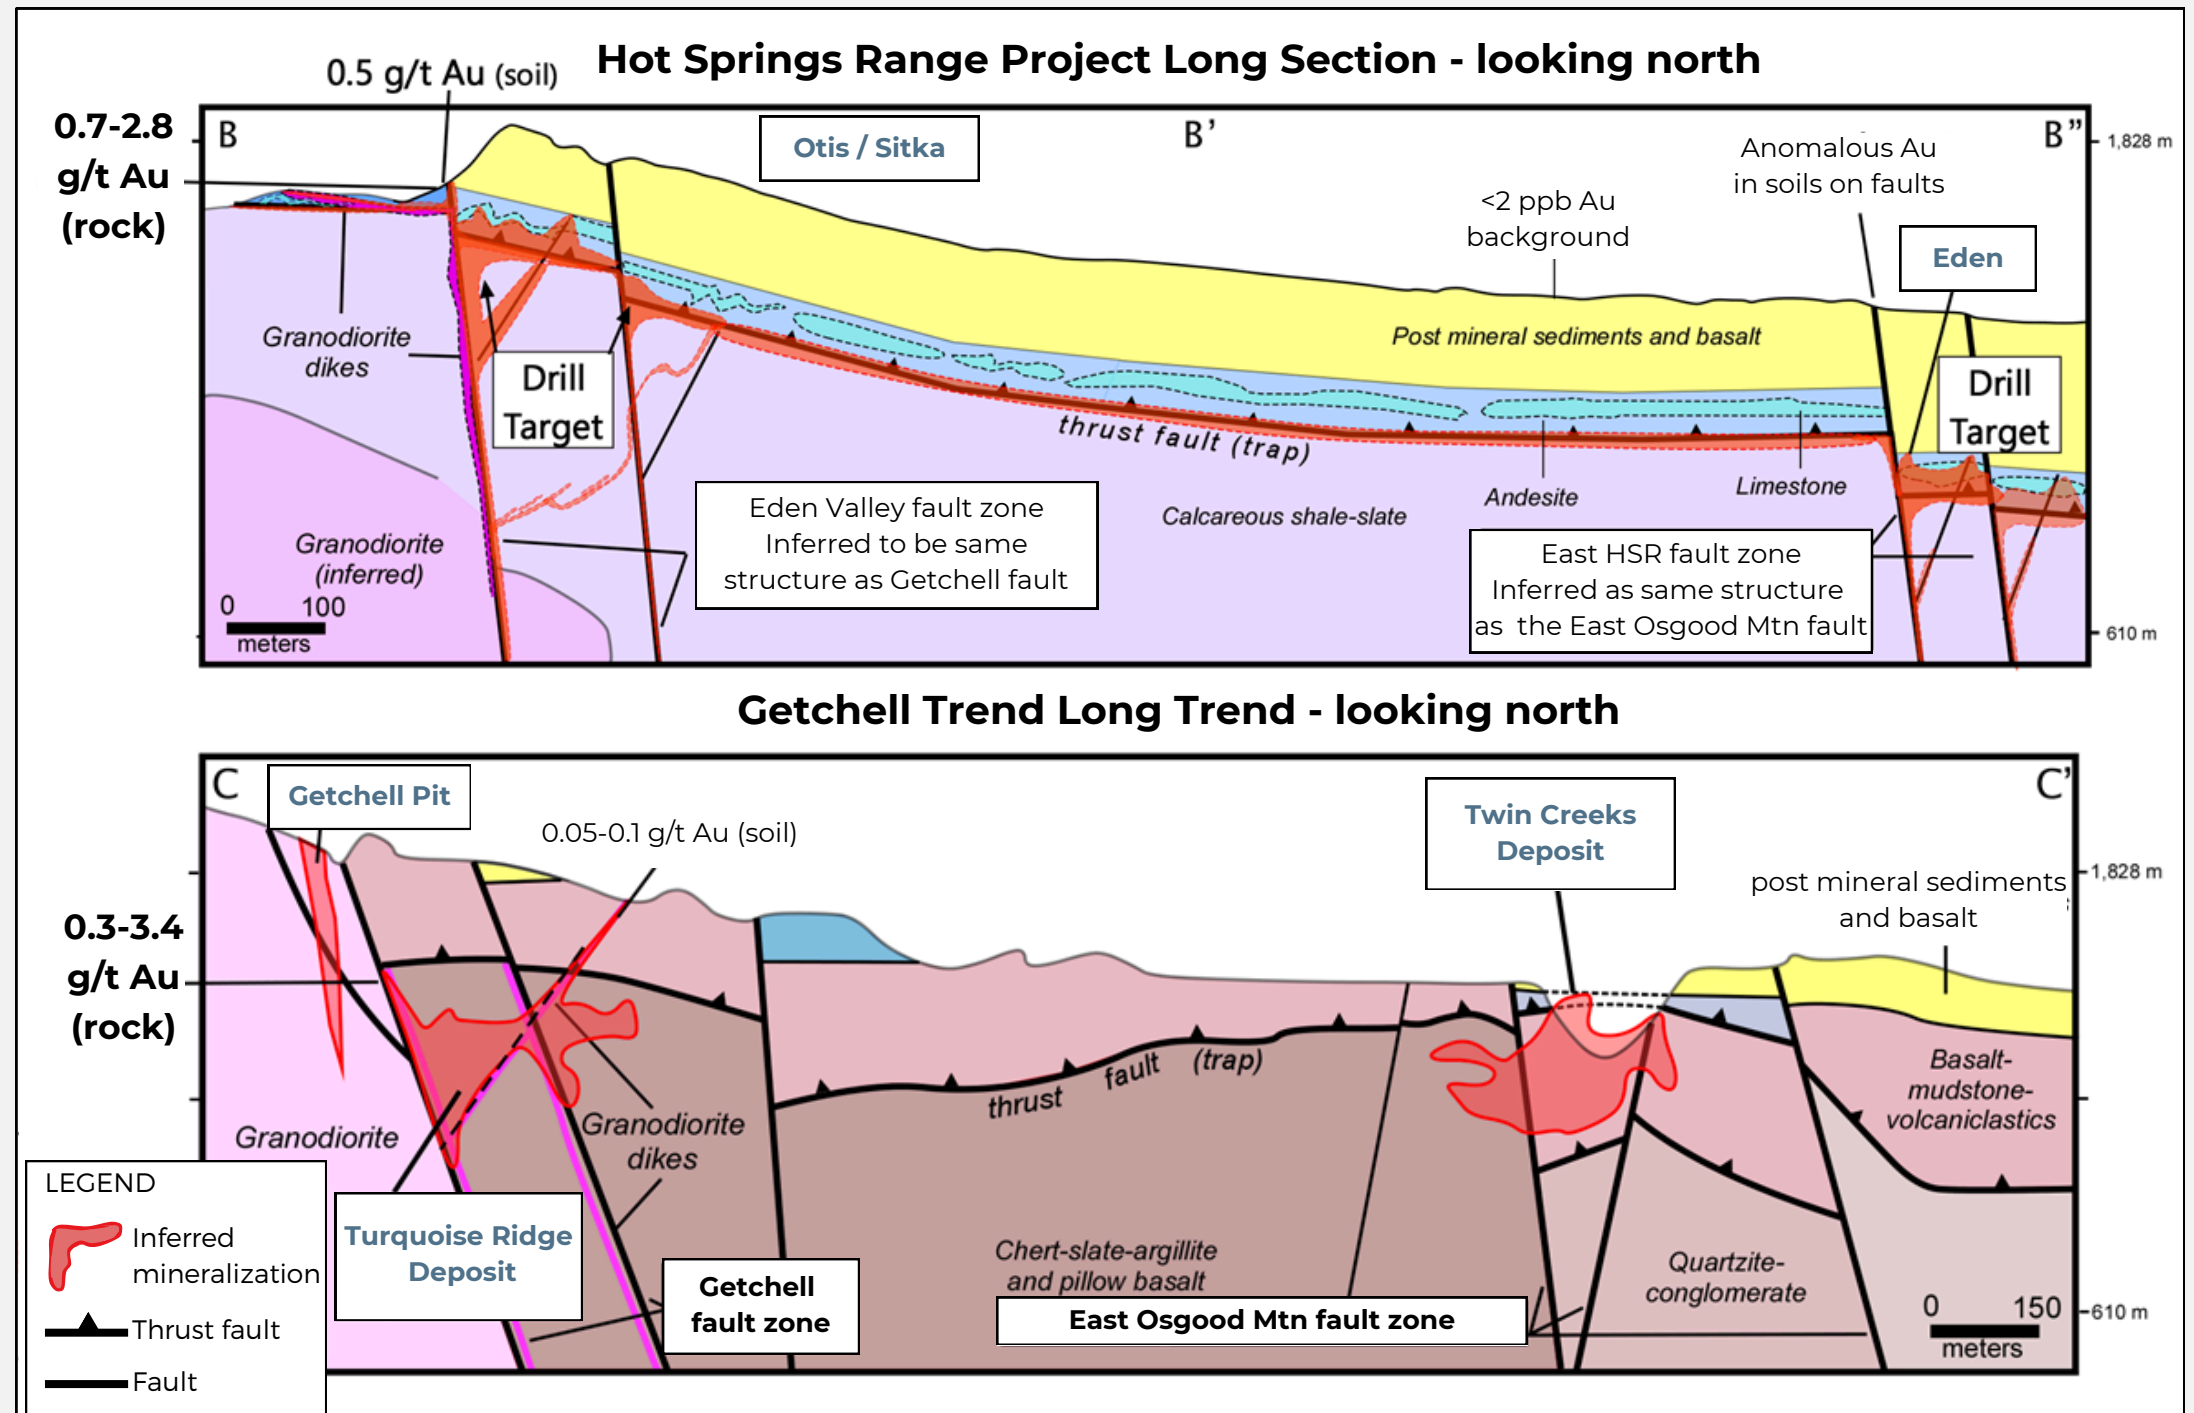 Hot Springs Range Project Long Section - looking north
0.5 g/t Au (soil)
0.7-2.8
g/t Au
(rock)
B
Otis / Sitka
B’
B”
1,828 m
Anomalous Au
in soils on faults
<2 ppb Au
background
Eden
Granodiorite
dikes
Post mineral sediments and basalt
Drill
Target
Drill
Target
thrust fault (trap)
Andesite
Limestone
Calcareous shale-slate
Eden Valley fault zone
Inferred to be same
structure as Getchell fault
East HSR fault zone
Inferred as same structure
as the East Osgood Mtn fault
Granodiorite
(inferred)
0 100
meters
610 m
Getchell Trend Long Trend - looking north
C
C’
Getchell Pit
0.05-0.1 g/t Au (soil)
Twin Creeks
Deposit
1,828 m
post mineral sediments
and basalt
0.3-3.4
g/t Au
(rock)
thrust fault (trap)
Basalt-
mudstone-
volcaniclastics
Granodiorite
Granodiorite
dikes
Turquoise Ridge
Deposit
Getchell
fault zone
Chert-slate-argillite
and pillow basalt
East Osgood Mtn fault zone
Quartzite-
conglomerate
0 150
meters
610 m
LEGEND
Inferred
mineralization
Thrust fault
Fault